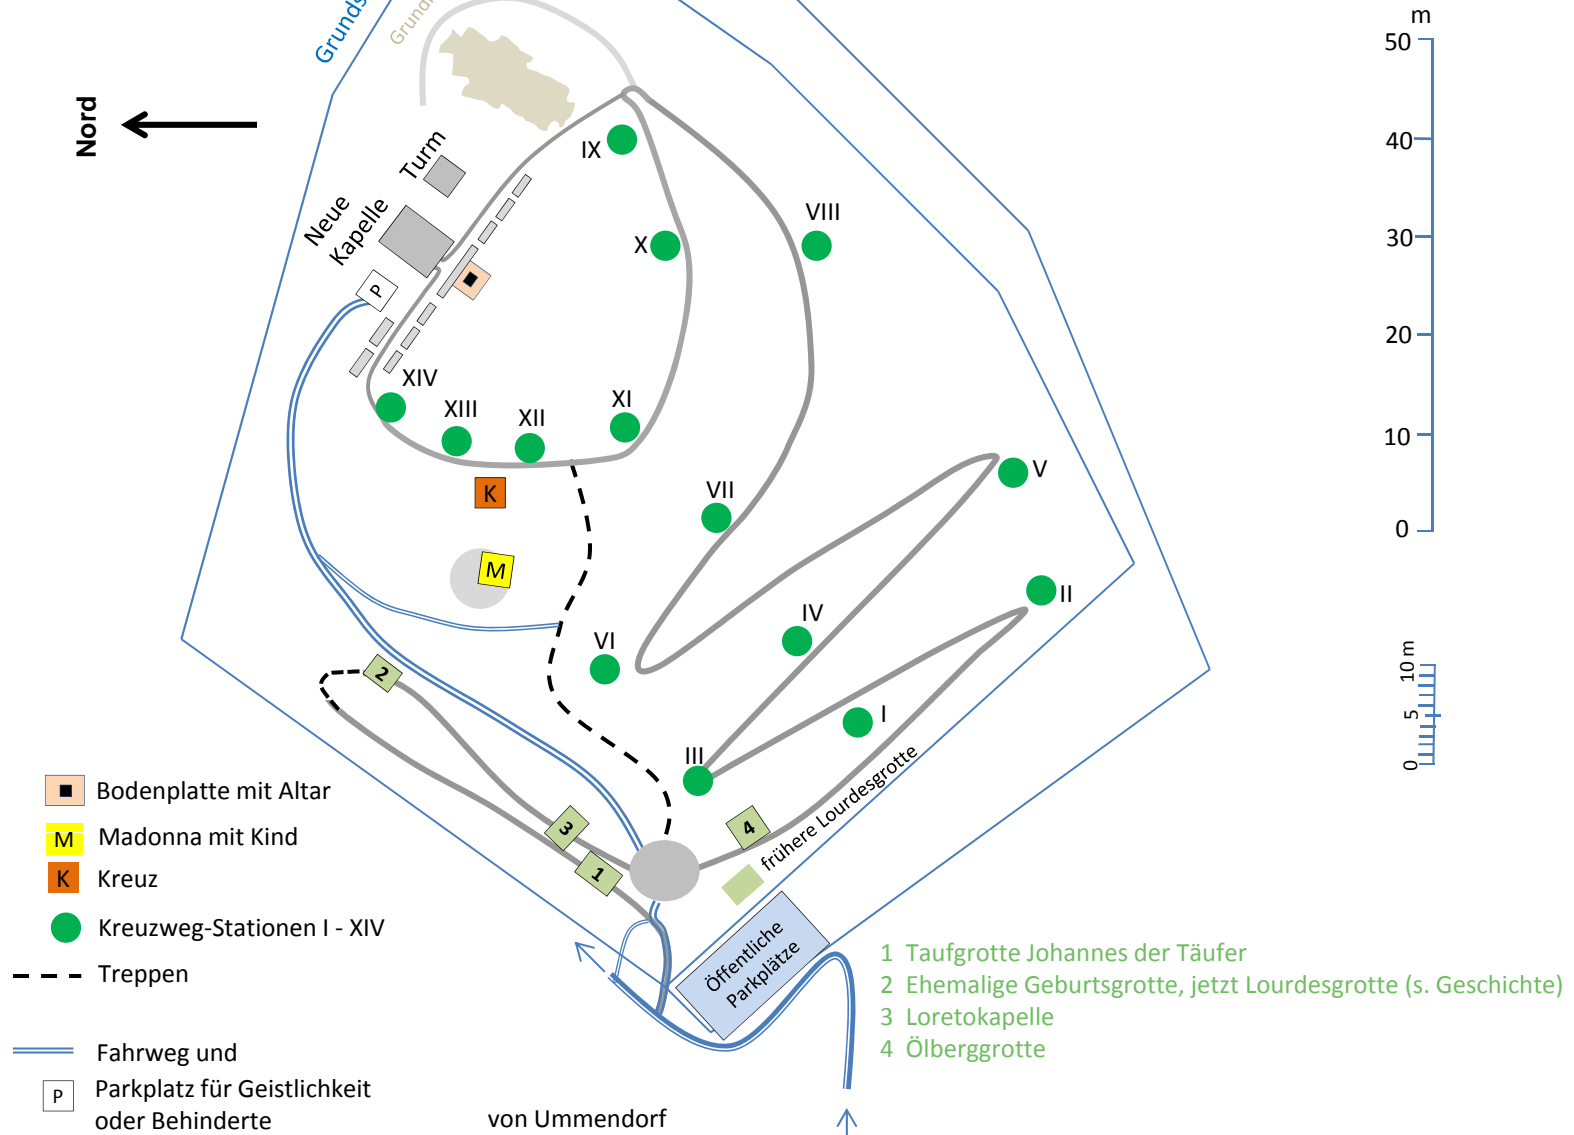 Grunds
Grundr
m
50
40
30
20
10
0
Nord
Turm
Neue
Kapelle
P
IX
X
VIII
XIV
XIII
XII
XI
K
M
VII
V
II
IV
VI
I
III
10 m
5
0
2
3
1
4
frühere Lourdesgrotte
Öffentliche
Parkplätze
Bodenplatte mit Altar
M Madonna mit Kind
K Kreuz
Kreuzweg-Stationen I - XIV
Treppen
Fahrweg und
P Parkplatz für Geistlichkeit
oder Behinderte
von Ummendorf
1 Taufgrotte Johannes der Täufer
2 Ehemalige Geburtsgrotte, jetzt Lourdesgrotte (s. Geschichte)
3 Loretokapelle
4 Ölberggrotte